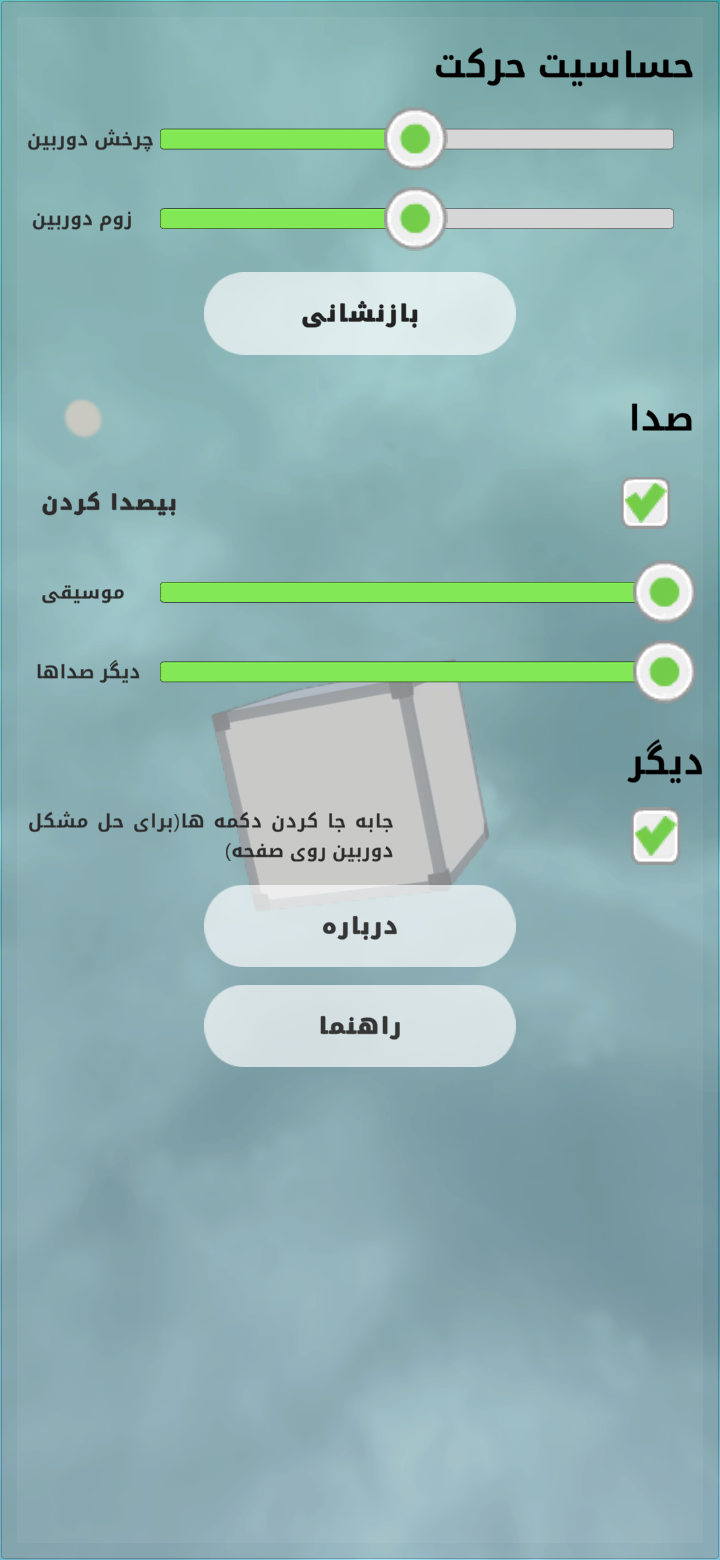 حساسیت حرکت
چرخش دوربین
زوم دوربین
بازنشانی
صدا
بیصدا کردن
موسیقی
دیگر صداها
دیگر
جابه جا کردن دکمه ها(برای حل مشکل
دوربین روی صفحه)
درباره
راهنما